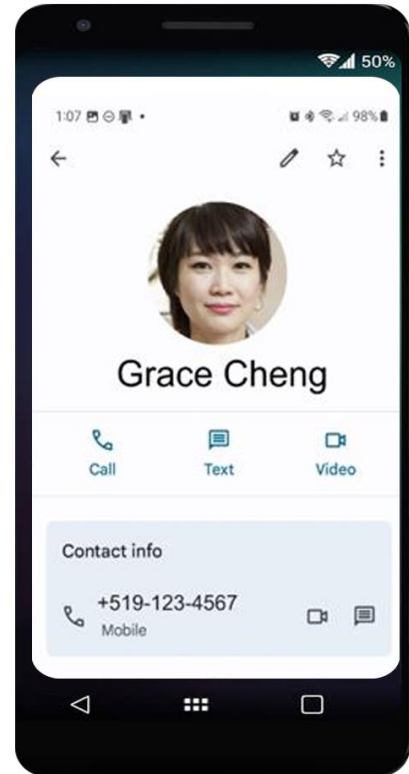 50%
1:07 98%
Grace Cheng
Call Text Video
Contact info
+519-123-4567
Mobile